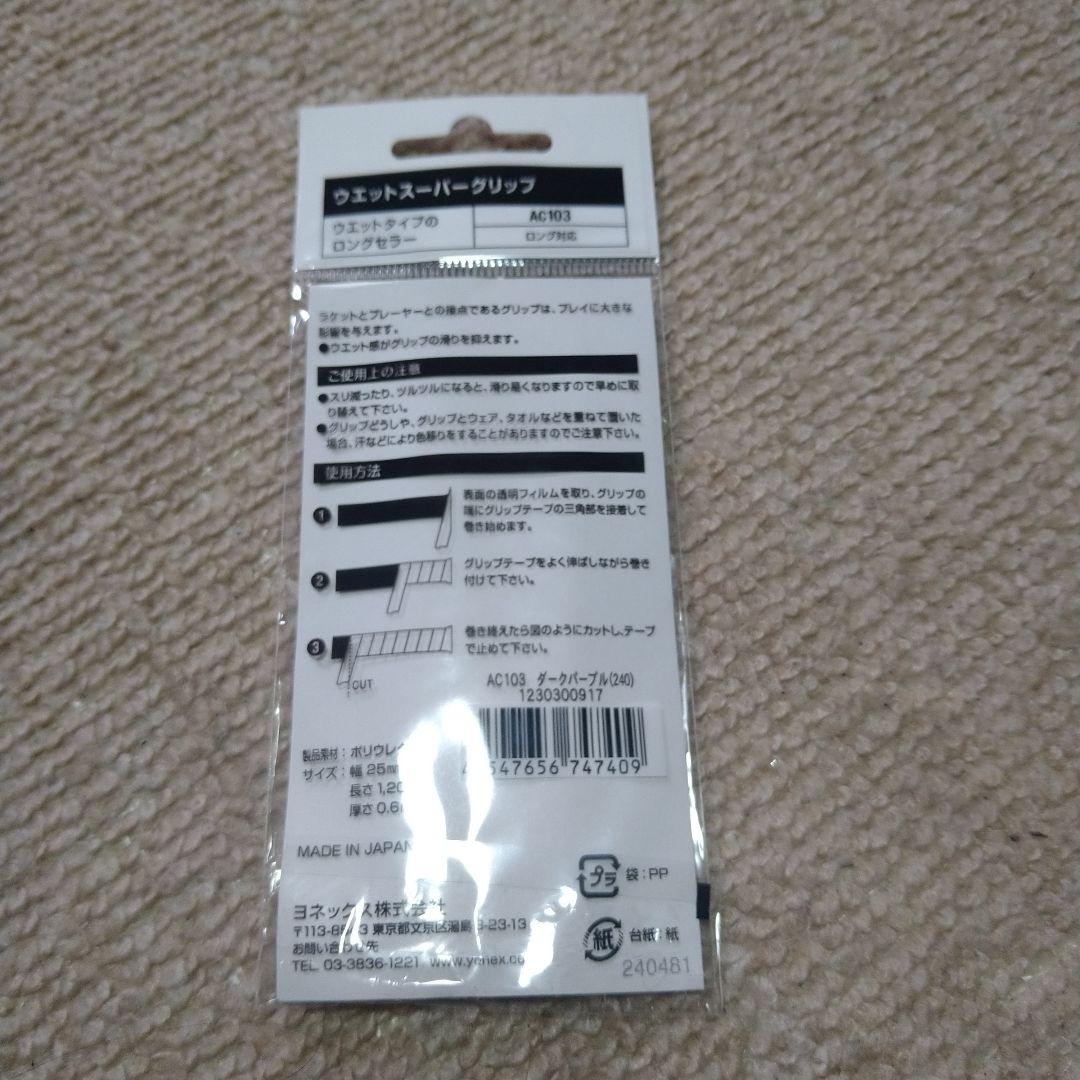 ウエットスーパーグリップ
ウエットタイプの
ロングセラー
AC103
ロング対応
ラケットとプレーヤーとの接点であるグリップは、プレイに大きな
影響を与えます。
●ウエット感がグリップの滑りを抑えます。
ご使用上の注意
●スリ減ったり、ツルツルになると、滑り易くなりますので早めに取
り替えて下さい。
●グリップどうしや、グリップとウェア、タオルなどを重ねて置いた
場合、汗などにより色移りをすることがありますのでご注意下さい。
使用方法
1
表面の透明フィルムを取り、グリップの
端にグリップテープの三角部を接着して
巻き始めます。
2
グリップテープをよく伸ばしながら巻き
付けて下さい。
3
巻き終えたら図のようにカットし、テープ
で止めて下さい。
CUT
AC103 ダークパープル(240)
1230300917
547656 747409
製品素材：ポリウレ
サイズ：幅 25mm
長さ 1,20
厚さ 0.6
MADE IN JAPAN
プラ
袋：PP
ヨネックス株式会社
〒113-8543 東京都文京区湯島3-23-13
お問い合わせ先
TEL. 03-3836-1221 www.yonex.co
紙
台紙：紙
240481